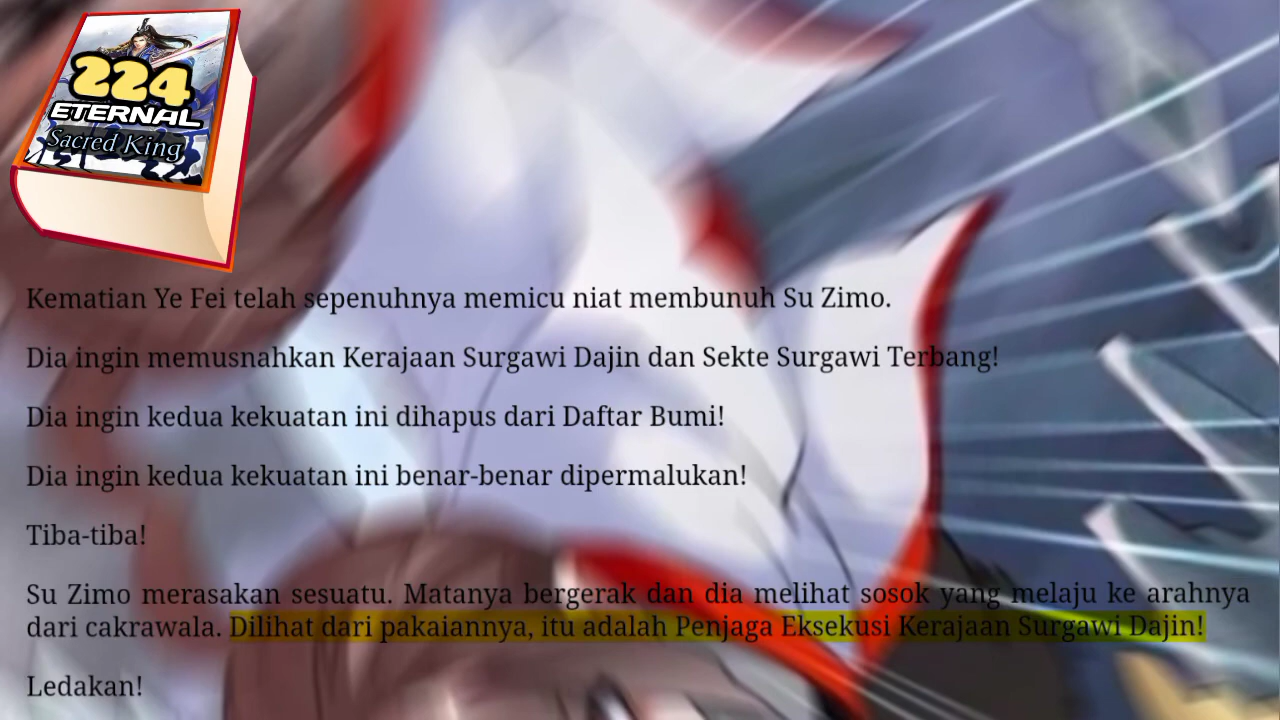 224
ETERNAL
Sacred King
Kematian Ye Fei telah sepenuhnya memicu niat membunuh Su Zimo.
Dia ingin memusnahkan Kerajaan Surgawi Dajin dan Sekte Surgawi Terbang!
Dia ingin kedua kekuatan ini dihapus dari Daftar Bumi!
Dia ingin kedua kekuatan ini benar-benar dipermalukan!
Tiba-tiba!
Su Zimo merasakan sesuatu. Matanya bergerak dan dia melihat sosok yang melaju ke arahnya
dari cakrawala. Dilihat dari pakaiannya, itu adalah Penjaga Eksekusi Kerajaan Surgawi Dajin!
Ledakan!